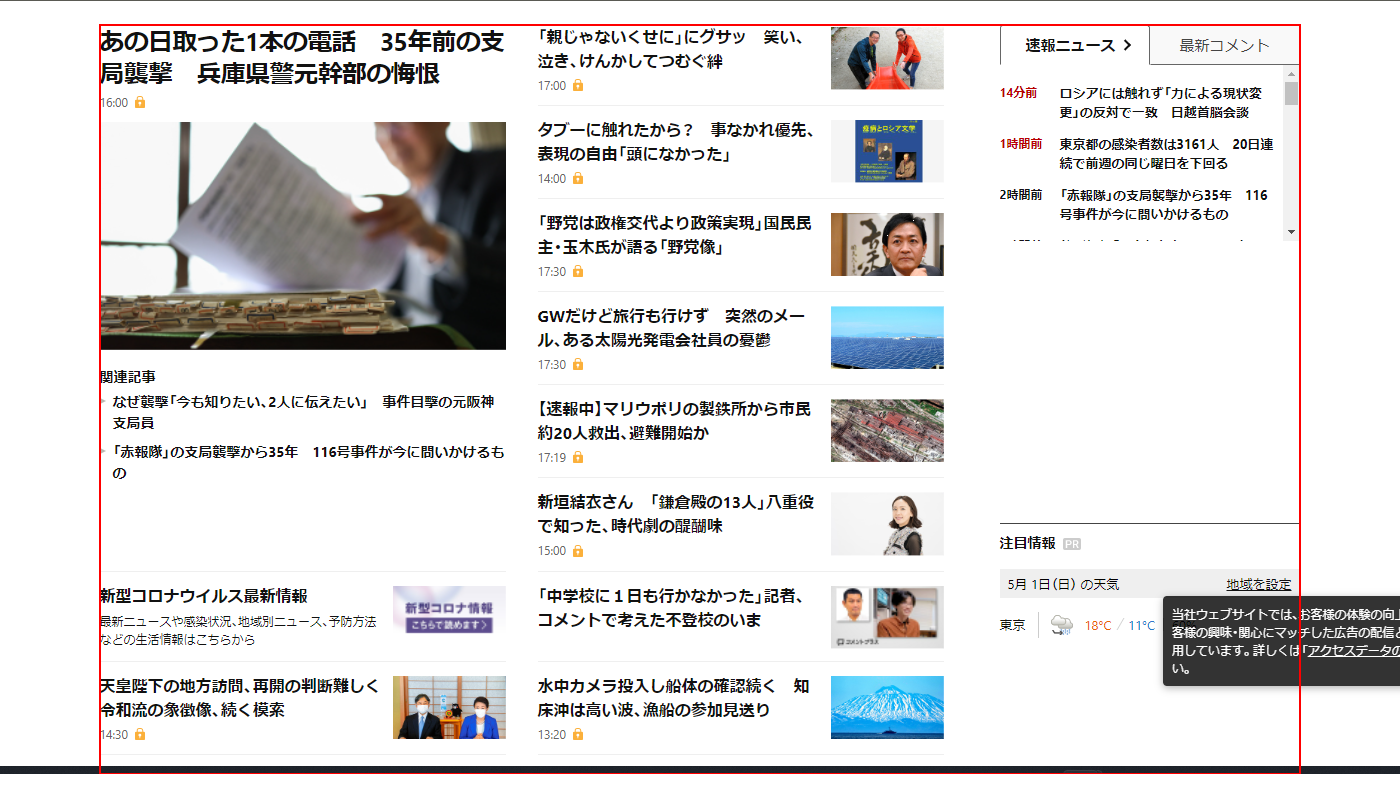 あの日取った1本の電話　35年前の支
局襲撃　兵庫県警元幹部の悔恨
16:00
関連記事
なぜ襲撃「今も知りたい、2人に伝えたい」　事件目撃の元阪神
支局員
「赤報隊」の支局襲撃から35年　116号事件が今に問いかけるも
の
新型コロナウイルス最新情報
最新ニュースや感染状況、地域別ニュース、予防方法
などの生活情報はこちらから
新型コロナ情報
こちらで読めます
天皇陛下の地方訪問、再開の判断難しく
令和流の象徴像、続く模索
14:30
「親じゃないくせに」にグサッ　笑い、
泣き、けんかしてつむぐ絆
17:00
タブーに触れたから？　事なかれ優先、
表現の自由「頭になかった」
14:00
「野党は政権交代より政策実現」国民民
主・玉木氏が語る「野党像」
17:30
GWだけど旅行も行けず　突然のメー
ル、ある太陽光発電会社員の憂鬱
17:30
【速報中】マリウポリの製鉄所から市民
約20人救出、避難開始か
17:19
新垣結衣さん　「鎌倉殿の13人」八重役
で知った、時代劇の醍醐味
15:00
「中学校に１日も行かなかった」記者、
コメントで考えた不登校のいま
コメントプラス
水中カメラ投入し船体の確認続く　知
床沖は高い波、漁船の参加見送り
13:20
速報ニュース
最新コメント
14分前
ロシアには触れず「力による現状変
更」の反対で一致　日越首脳会談
1時間前
東京都の感染者数は3161人　20日連
続で前週の同じ曜日を下回る
2時間前
「赤報隊」の支局襲撃から35年　116
号事件が今に問いかけるもの
注目情報 PR
5月 1日（日） の天気 地域を設定
東京 18°C / 11°C
当社ウェブサイトでは、お客様の体験の向上
客様の興味・関心にマッチした広告の配信と
用しています。詳しくは「アクセスデータの
い。